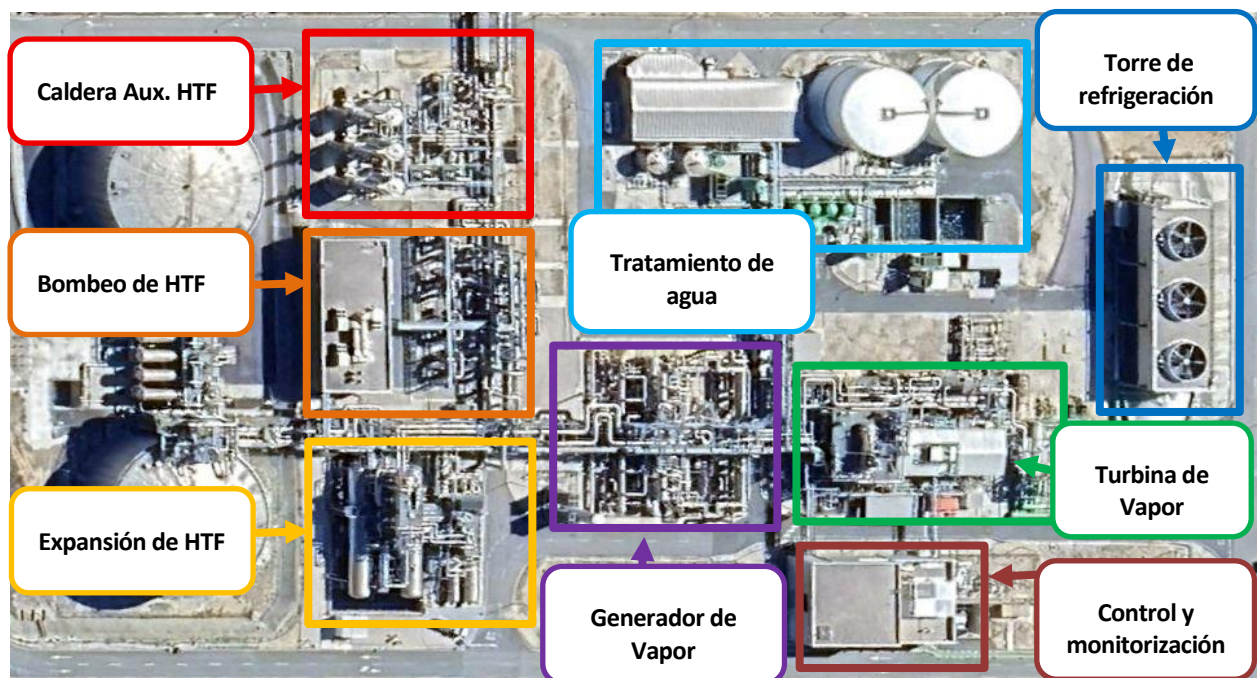 Caldera Aux. HTF
Torre de
refrigeración
Bombeo de HTF
Tratamiento de
agua
Expansión de HTF
Turbina de
Vapor
Generador de
Vapor
Control y
monitorización